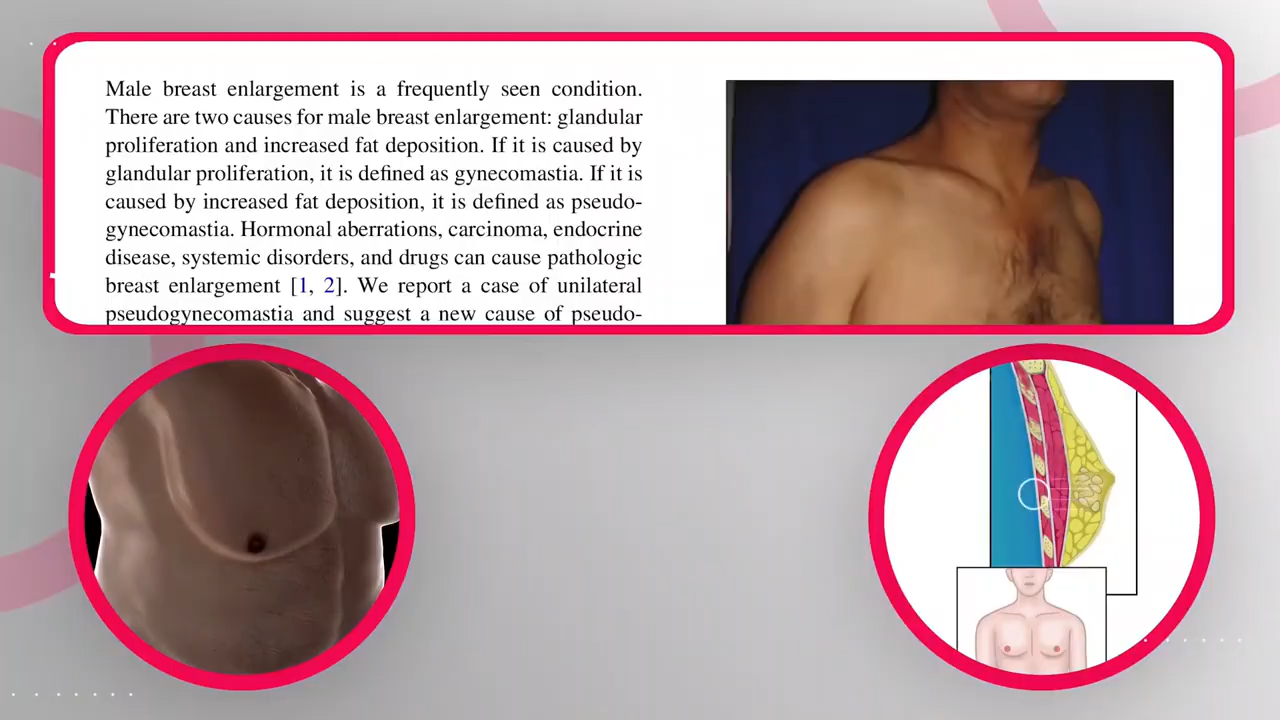 Male breast enlargement is a frequently seen condition.
There are two causes for male breast enlargement: glandular
proliferation and increased fat deposition. If it is caused by
glandular proliferation, it is defined as gynecomastia. If it is
caused by increased fat deposition, it is defined as pseudo-
gynecomastia. Hormonal aberrations, carcinoma, endocrine
disease, systemic disorders, and drugs can cause pathologic
breast enlargement [1, 2]. We report a case of unilateral
pseudogynecomastia and suggest a new cause of pseudo-